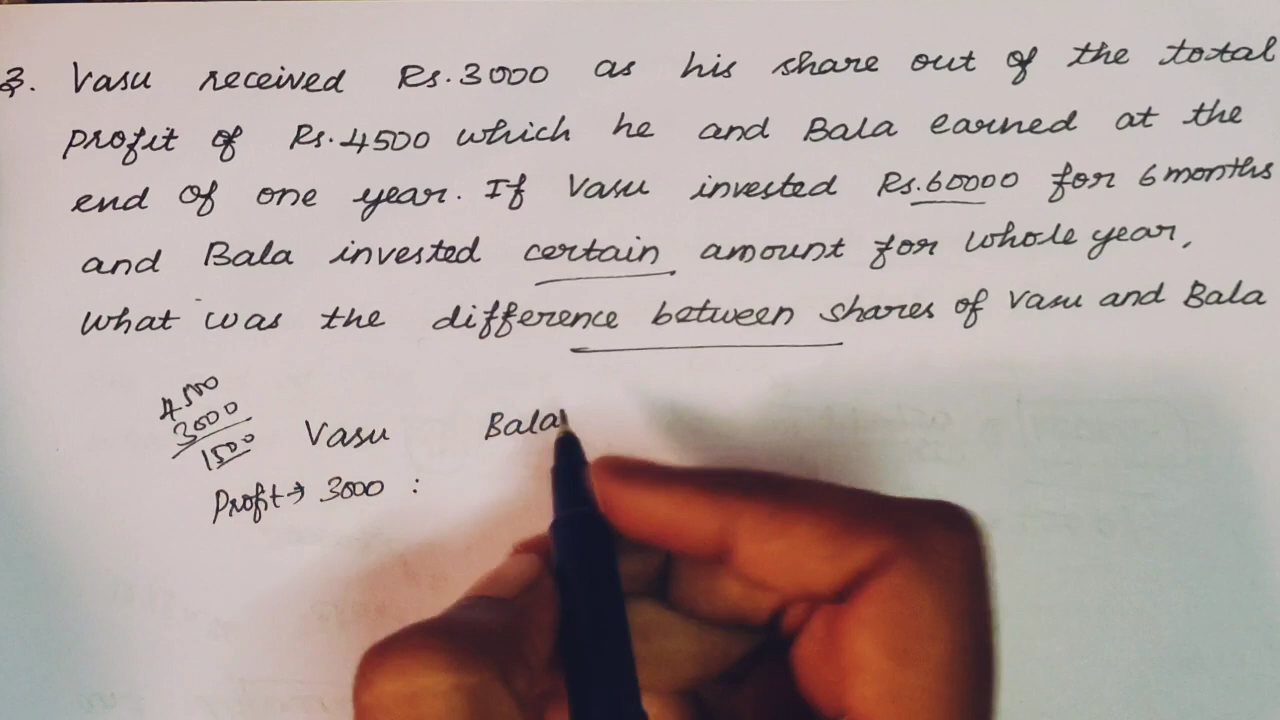 3. Vasu received Rs.3000 as his share out of the total
profit of Rs.4500 which he and Bala earned at the
end of one year. If Vasu invested Rs.60000 for 6 months
and Bala invested certain amount for whole year,
what was the difference between shares of Vasu and Bala
4500
3000
1500
Vasu Bala
Profit → 3000 :